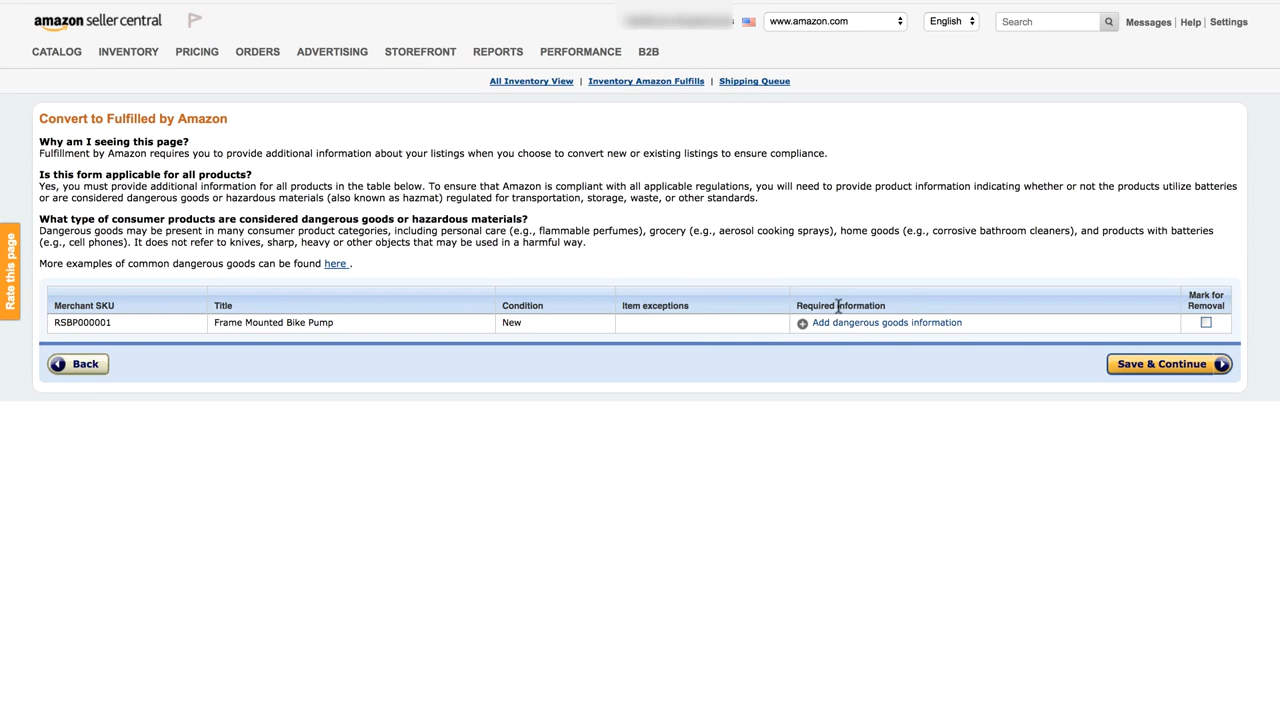 amazon seller central
www.amazon.com
English
Search
Messages | Help | Settings
CATALOG INVENTORY PRICING ORDERS ADVERTISING STOREFRONT REPORTS PERFORMANCE B2B
All Inventory View | Inventory Amazon Fulfills | Shipping Queue
Rate this page
Convert to Fulfilled by Amazon
Why am I seeing this page?
Fulfillment by Amazon requires you to provide additional information about your listings when you choose to convert new or existing listings to ensure compliance.
Is this form applicable for all products?
Yes, you must provide additional information for all products in the table below. To ensure that Amazon is compliant with all applicable regulations, you will need to provide product information indicating whether or not the products utilize batteries
or are considered dangerous goods or hazardous materials (also known as hazmat) regulated for transportation, storage, waste, or other standards.
What type of consumer products are considered dangerous goods or hazardous materials?
Dangerous goods may be present in many consumer product categories, including personal care (e.g., flammable perfumes), grocery (e.g., aerosol cooking sprays), home goods (e.g., corrosive bathroom cleaners), and products with batteries
(e.g., cell phones). It does not refer to knives, sharp, heavy or other objects that may be used in a harmful way.
More examples of common dangerous goods can be found here .
Merchant SKU Title Condition Item exceptions Required information Mark for
Removal
RSBP000001 Frame Mounted Bike Pump New Add dangerous goods information
Back Save & Continue